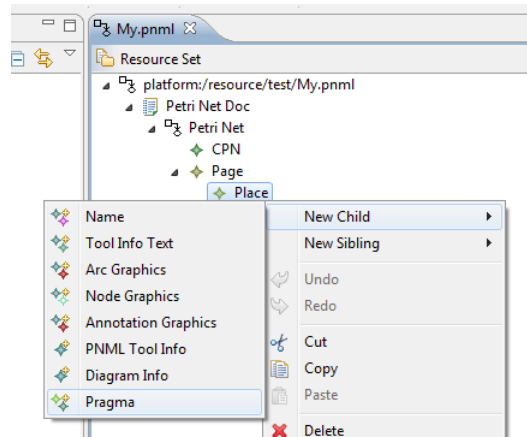 My.pnml
Resource Set
platform:/resource/test/My.pnml
Petri Net Doc
Petri Net
CPN
Page
Place
Name
Tool Info Text
Arc Graphics
Node Graphics
Annotation Graphics
PNML Tool Info
Diagram Info
Pragma
New Child
New Sibling
Undo
Redo
Cut
Copy
Paste
Delete